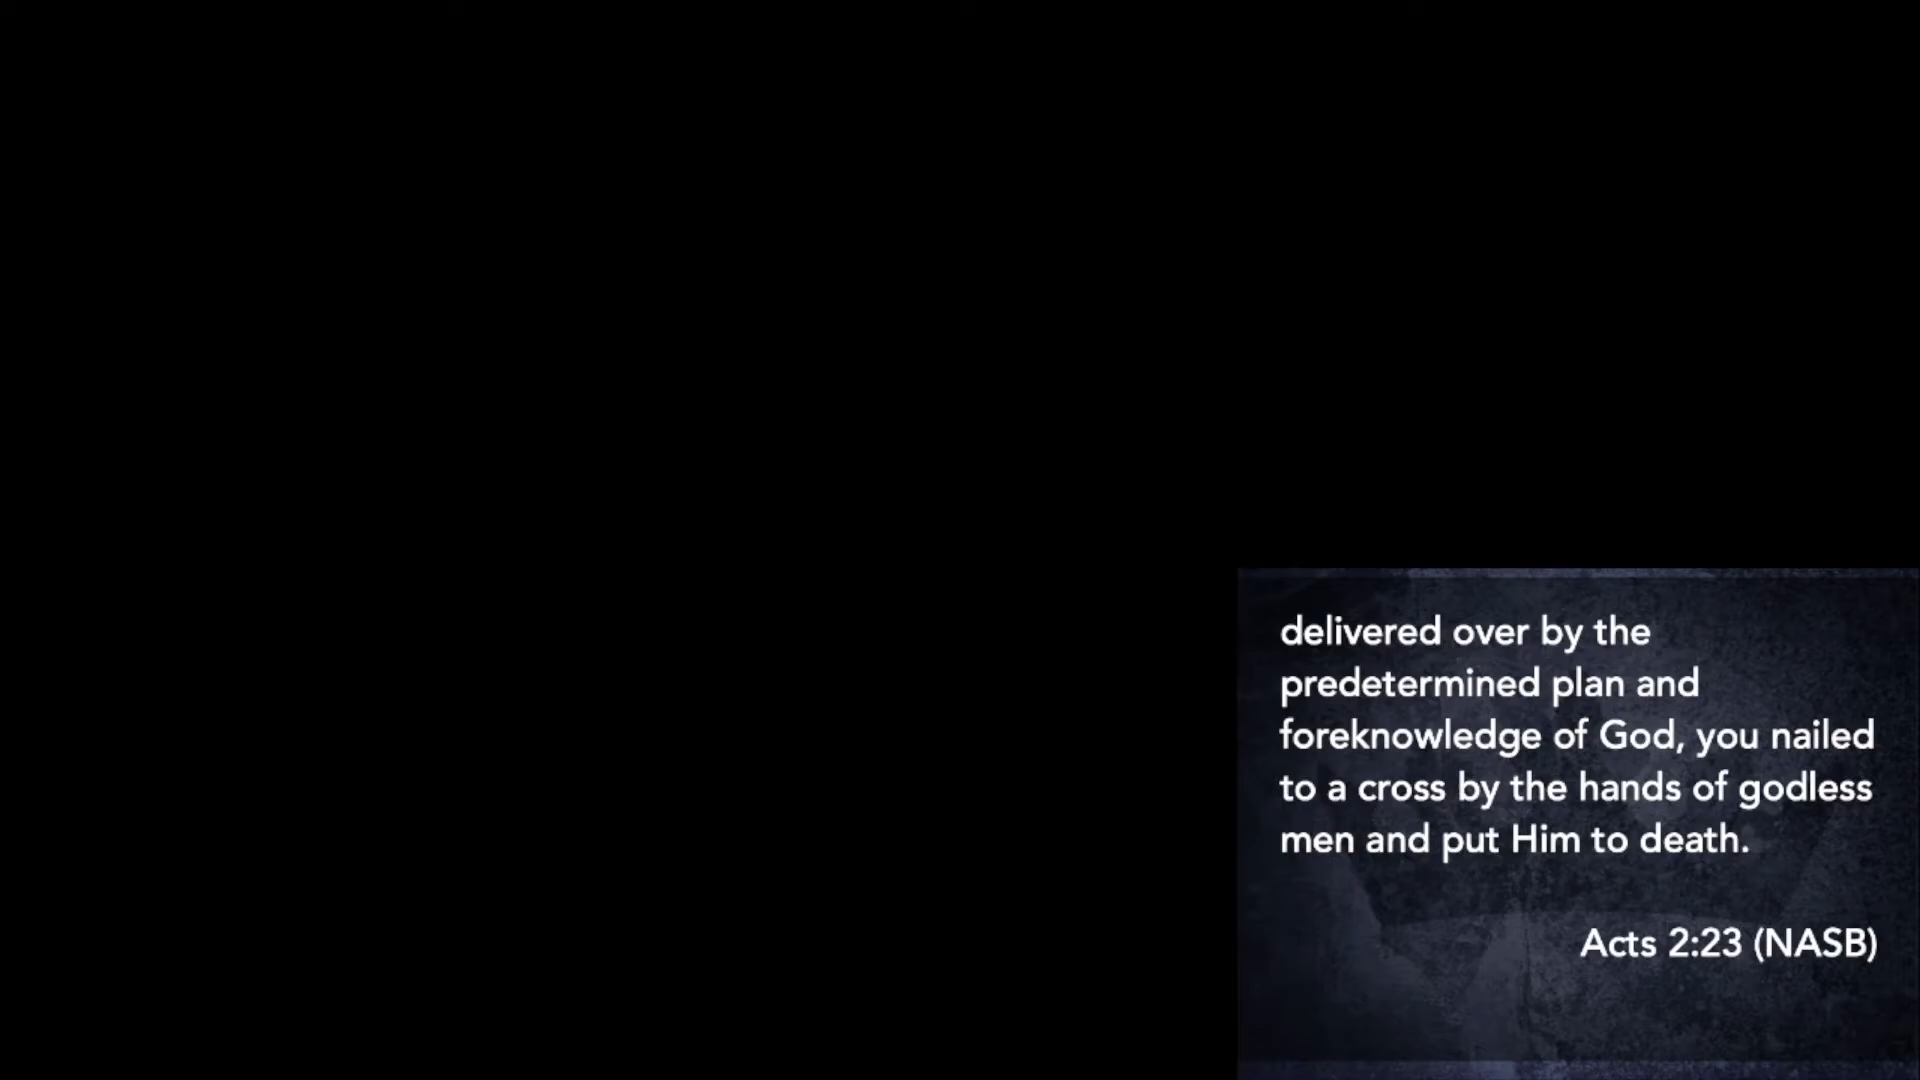 delivered over by the
predetermined plan and
foreknowledge of God, you nailed
to a cross by the hands of godless
men and put Him to death.
Acts 2:23 (NASB)